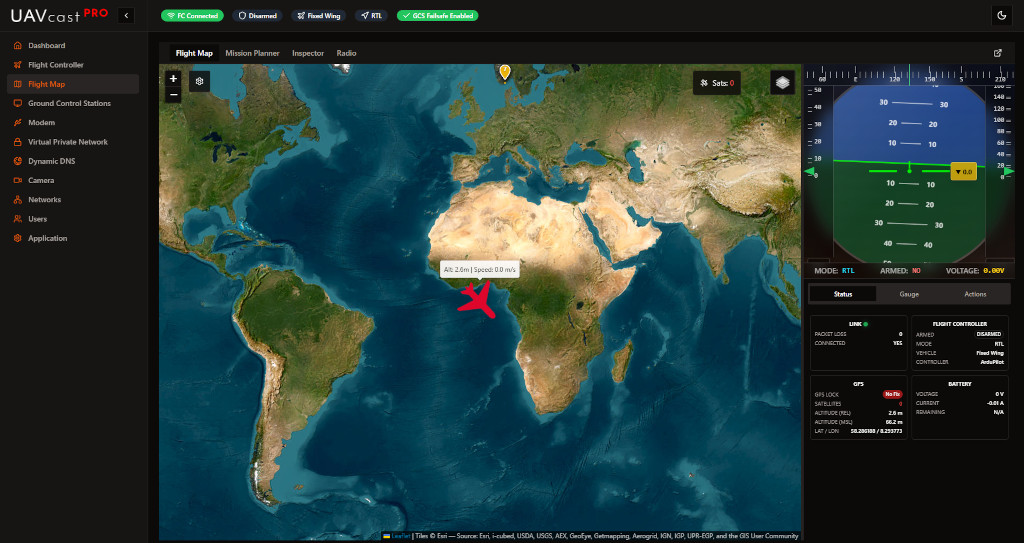 UAVcast PRO
FC Connected
Disarmed
Fixed Wing
RTL
GCS Failsafe Enabled
Dashboard
Flight Controller
Flight Map
Ground Control Stations
Modem
Virtual Private Network
Dynamic DNS
Camera
Networks
Users
Application
Flight Map
Mission Planner
Inspector
Radio
+
−
Sats: 0
Alt: 2.6m | Speed: 0.0 m/s
Leaflet | Tiles © Esri — Source: Esri, i-cubed, USDA, USGS, AEX, GeoEye, Getmapping, Aerogrid, IGN, IGP, UPR-EGP, and the GIS User Community
60 E 120 150 S 210
50
40
30
20
10
0
30 30
20 20
10 10
10 10
20 20
30 30
40 40
160
140
120
100
80
60
40
20
0
▼ 0.0
MODE: RTL
ARMED: NO
VOLTAGE: 0.00V
Status
Gauge
Actions
LINK
PACKET LOSS 0
CONNECTED YES
FLIGHT CONTROLLER
ARMED DISARMED
MODE RTL
VEHICLE Fixed Wing
CONTROLLER ArduPilot
GPS
GPS LOCK No Fix
SATELLITES 0
ALTITUDE (REL) 2.6 m
ALTITUDE (MSL) 66.2 m
LAT / LON 58.286188 / 8.293773
BATTERY
VOLTAGE 0 V
CURRENT -0.01 A
REMAINING N/A